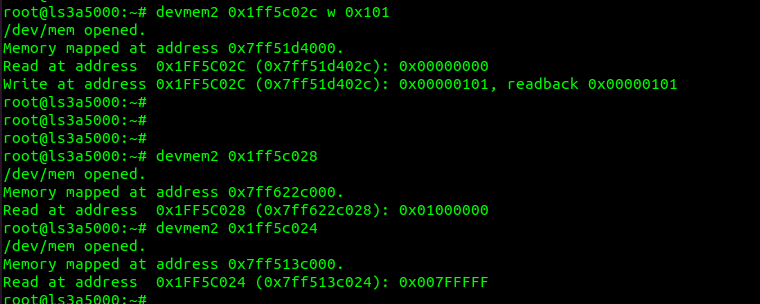 root@ls3a5000:~# devmem2 0x1ff5c02c w 0x101
/dev/mem opened.
Memory mapped at address 0x7ff51d4000.
Read at address  0x1FF5C02C (0x7ff51d402c): 0x00000000
Write at address 0x1FF5C02C (0x7ff51d402c): 0x00000101, readback 0x00000101
root@ls3a5000:~#
root@ls3a5000:~#
root@ls3a5000:~#
root@ls3a5000:~# devmem2 0x1ff5c028
/dev/mem opened.
Memory mapped at address 0x7ff622c000.
Read at address  0x1FF5C028 (0x7ff622c028): 0x01000000
root@ls3a5000:~# devmem2 0x1ff5c024
/dev/mem opened.
Memory mapped at address 0x7ff513c000.
Read at address  0x1FF5C024 (0x7ff513c024): 0x007FFFFF
root@ls3a5000:~#